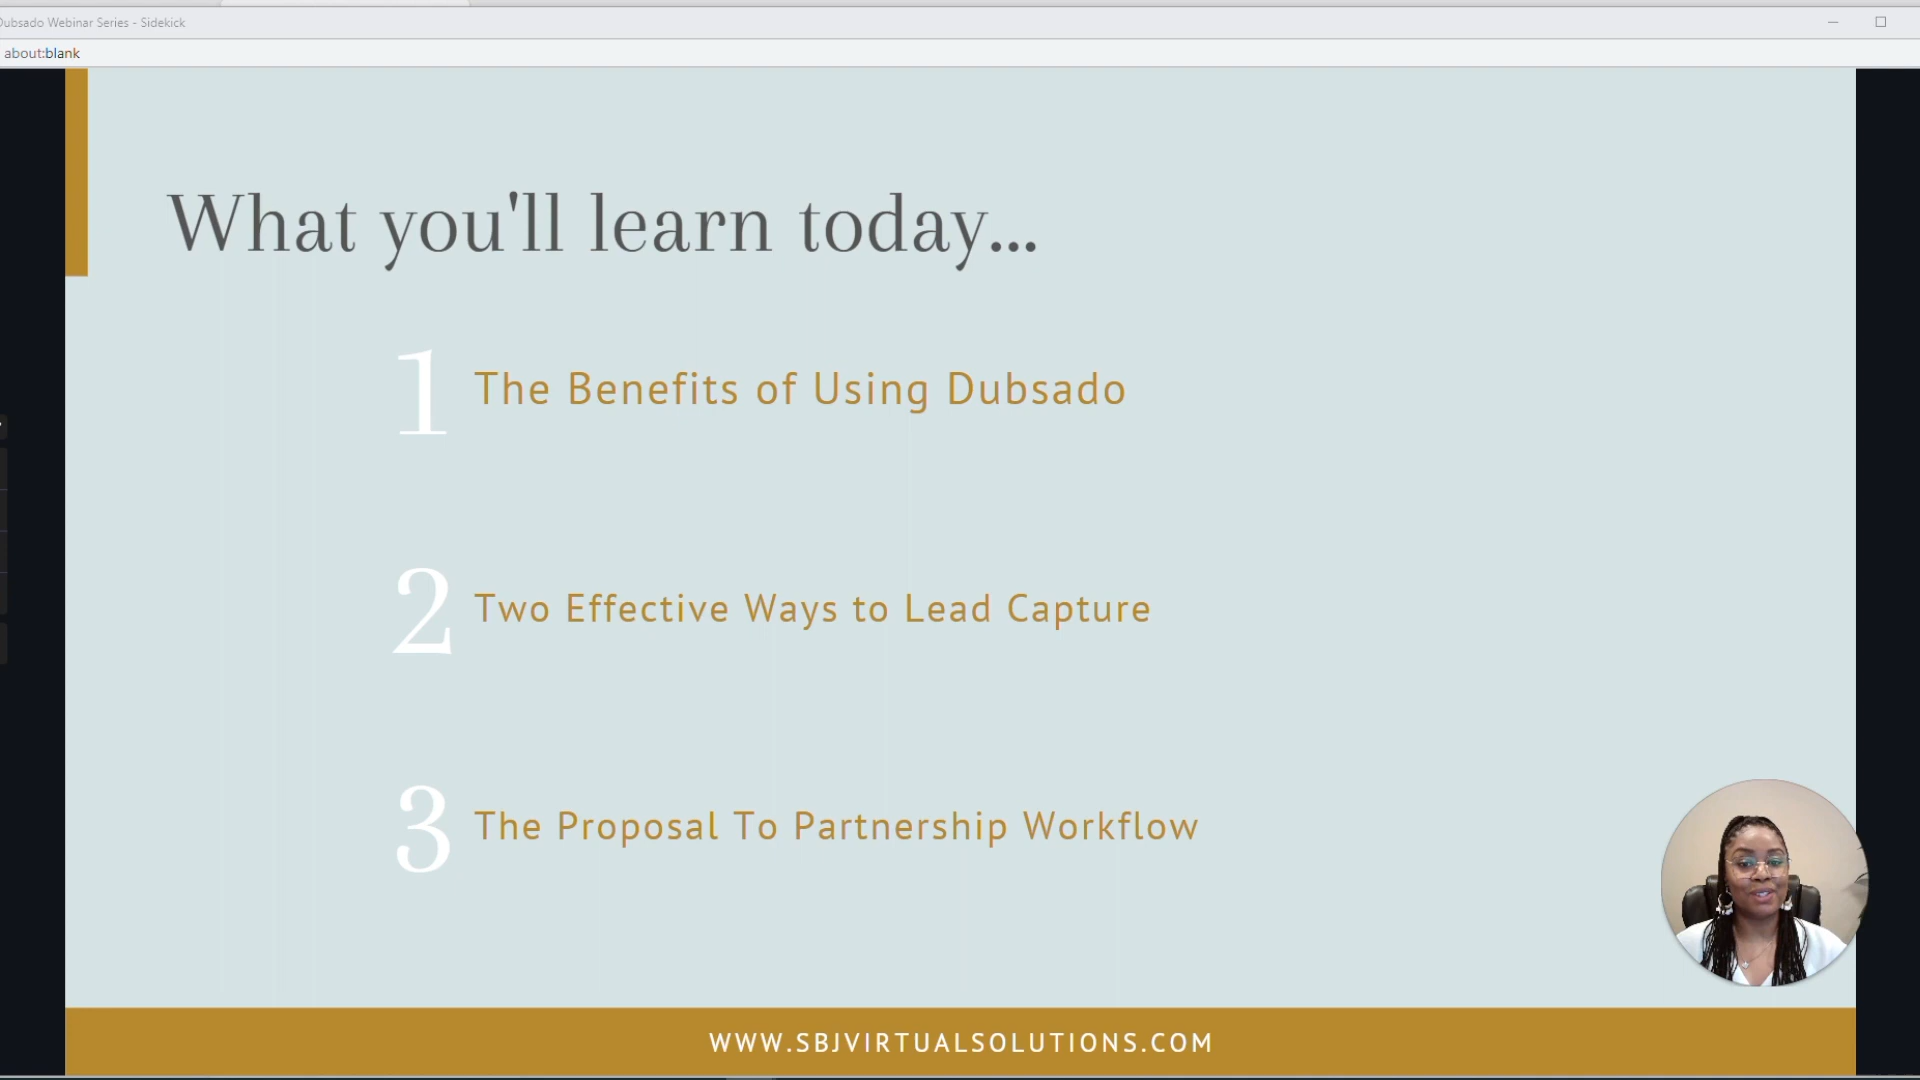 Dubsado Webinar Series - Sidekick
about:blank
What you'll learn today...
1 The Benefits of Using Dubsado
2 Two Effective Ways to Lead Capture
3 The Proposal To Partnership Workflow
WWW.SBJVIRTUALSOLUTIONS.COM